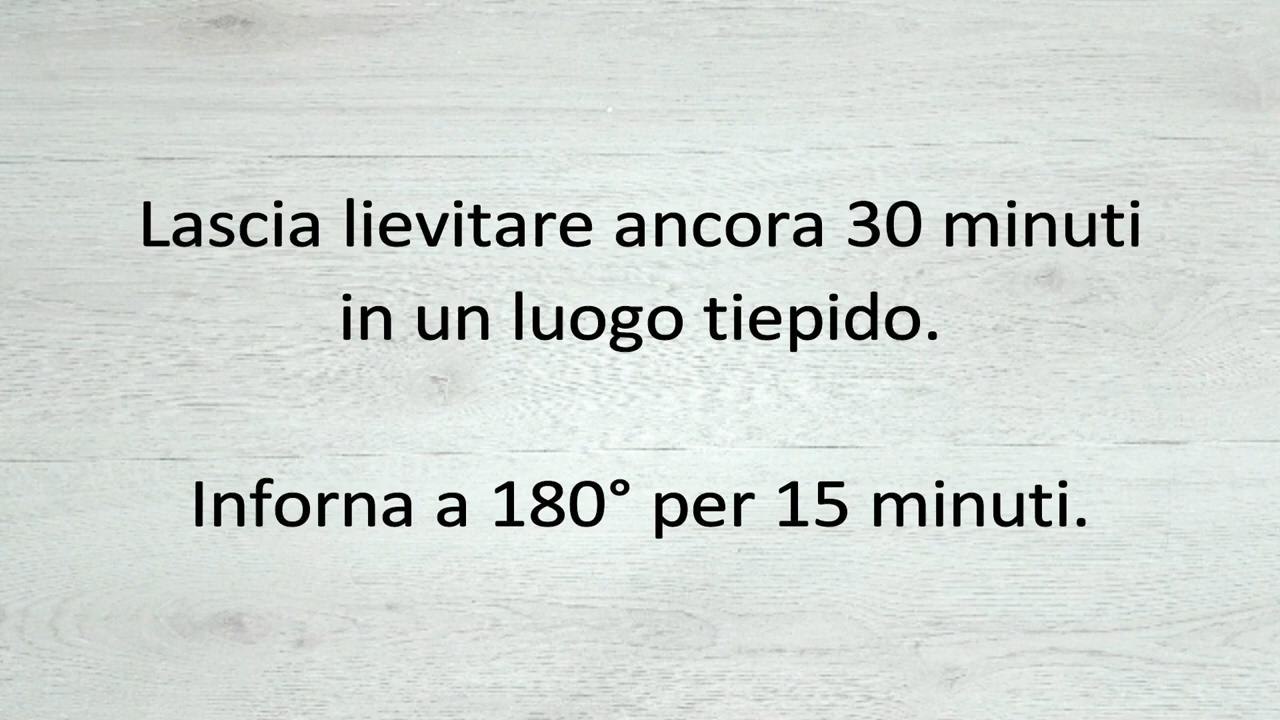 Lascia lievitare ancora 30 minuti
in un luogo tiepido.
Inforna a 180° per 15 minuti.